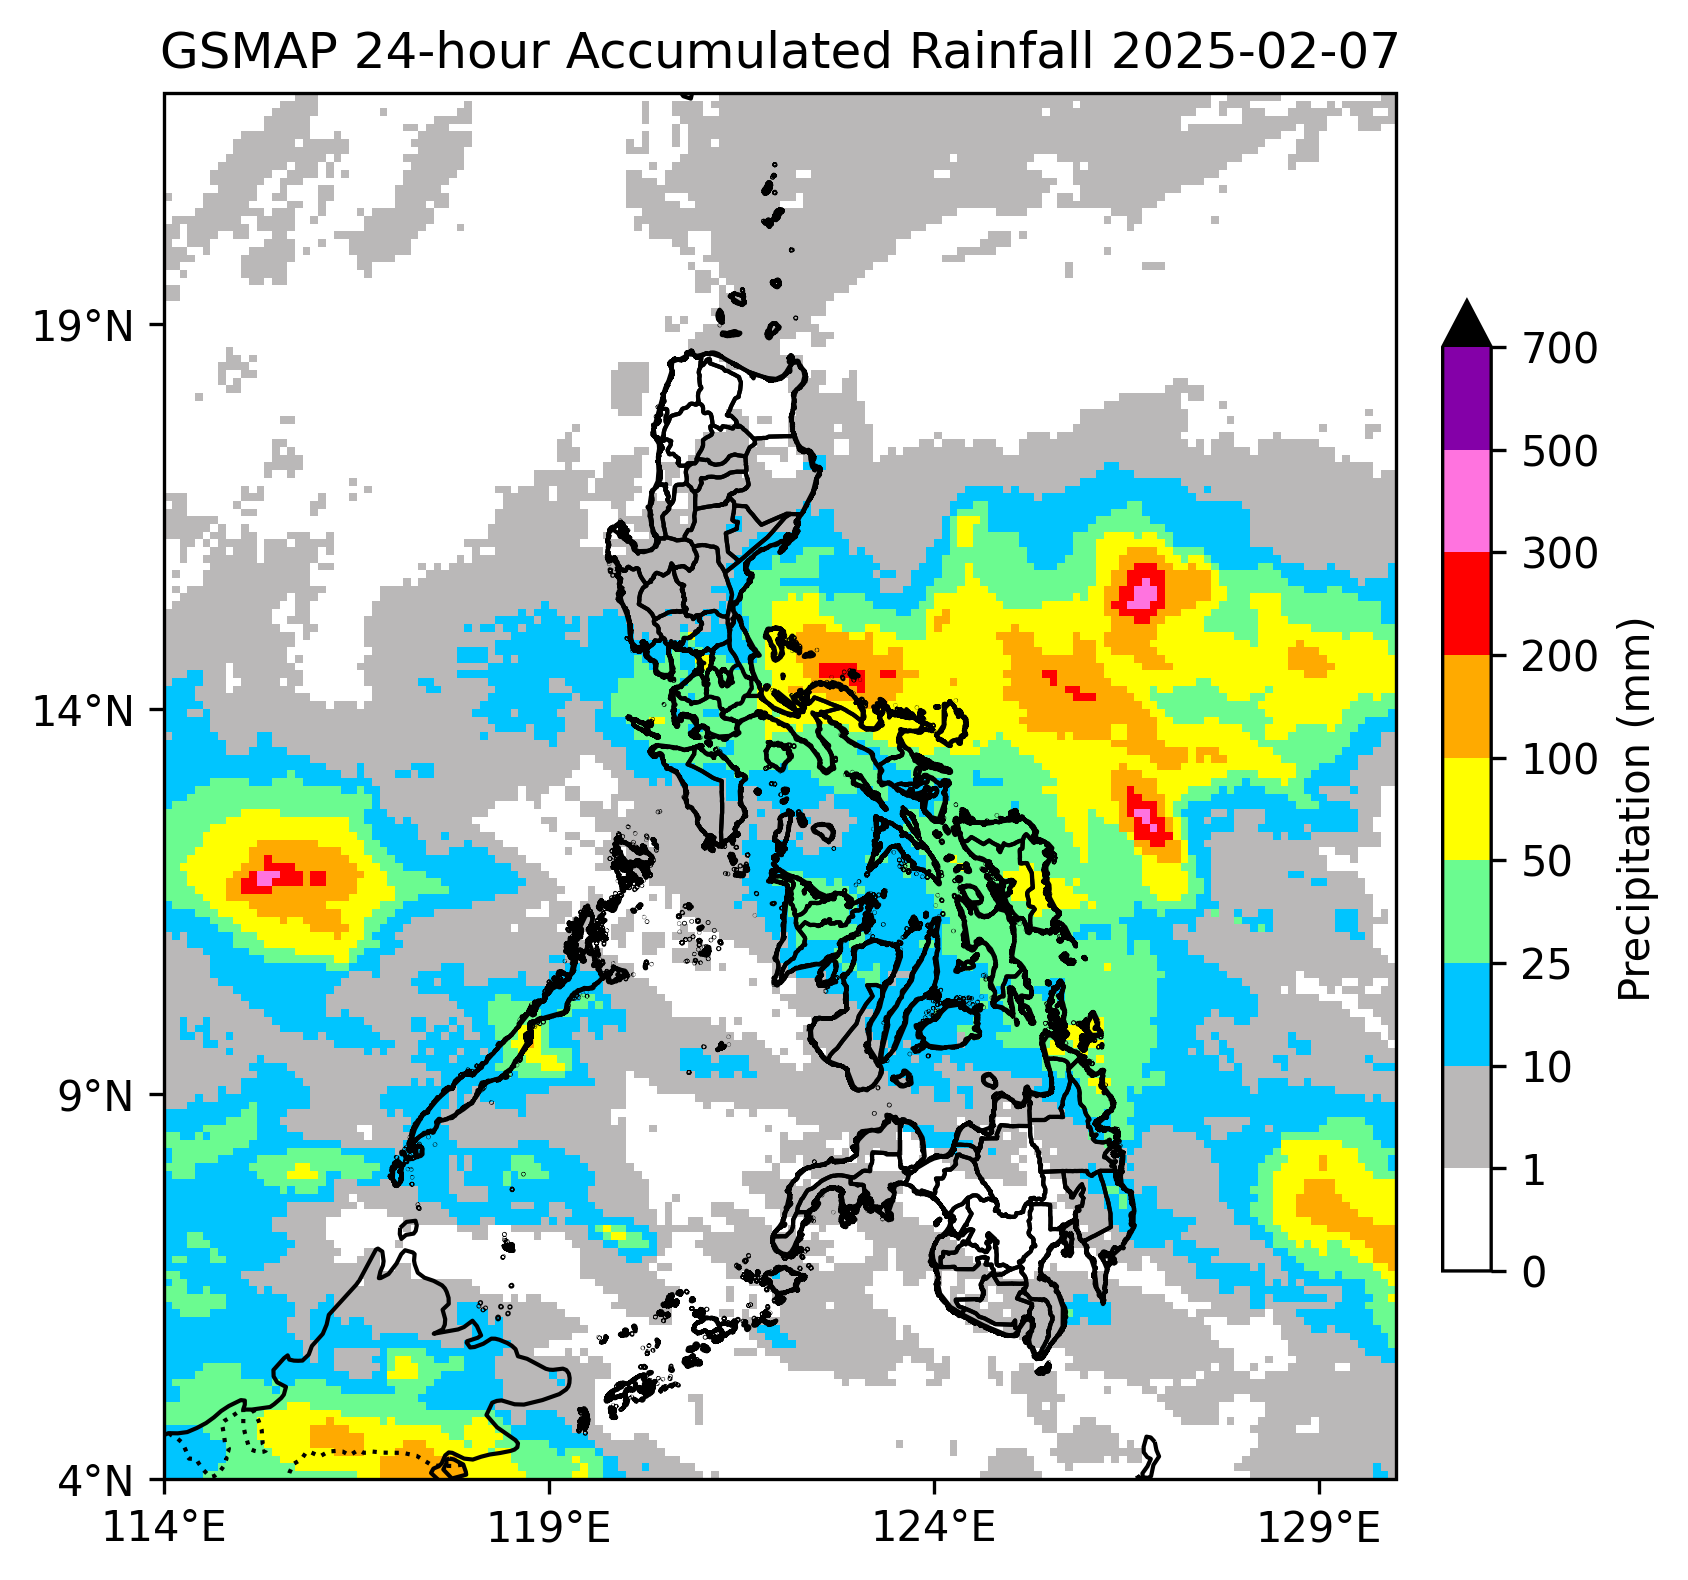 GSMAP 24-hour Accumulated Rainfall 2025-02-07
19°N
14°N
9°N
4°N
114°E
119°E
124°E
129°E
700
500
300
200
100
50
25
10
1
0
Precipitation (mm)